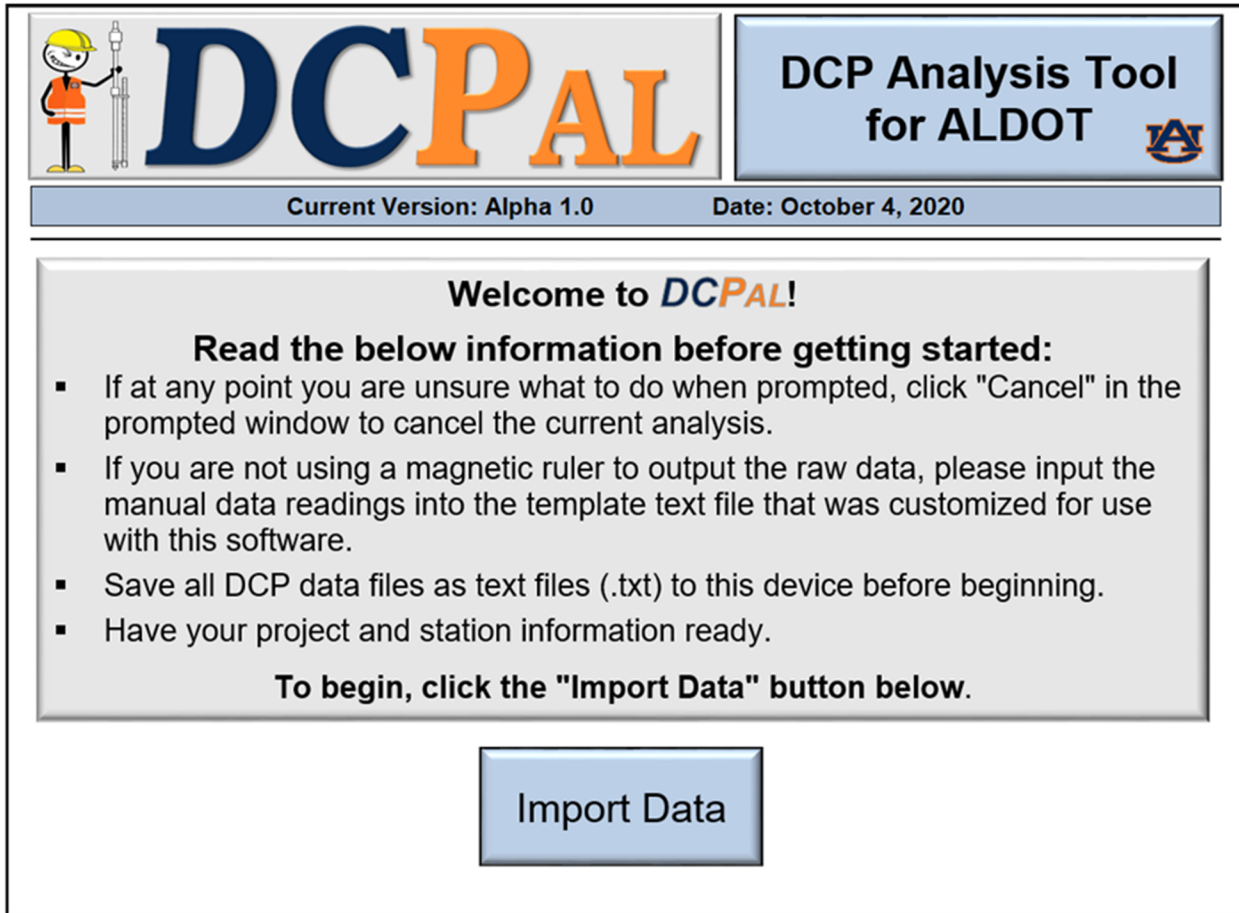 DCPAL
DCP Analysis Tool
for ALDOT
AU
Current Version: Alpha 1.0 Date: October 4, 2020
Welcome to DCPAL!
Read the below information before getting started:
▪ If at any point you are unsure what to do when prompted, click "Cancel" in the
prompted window to cancel the current analysis.
▪ If you are not using a magnetic ruler to output the raw data, please input the
manual data readings into the template text file that was customized for use
with this software.
▪ Save all DCP data files as text files (.txt) to this device before beginning.
▪ Have your project and station information ready.
To begin, click the "Import Data" button below.
Import Data